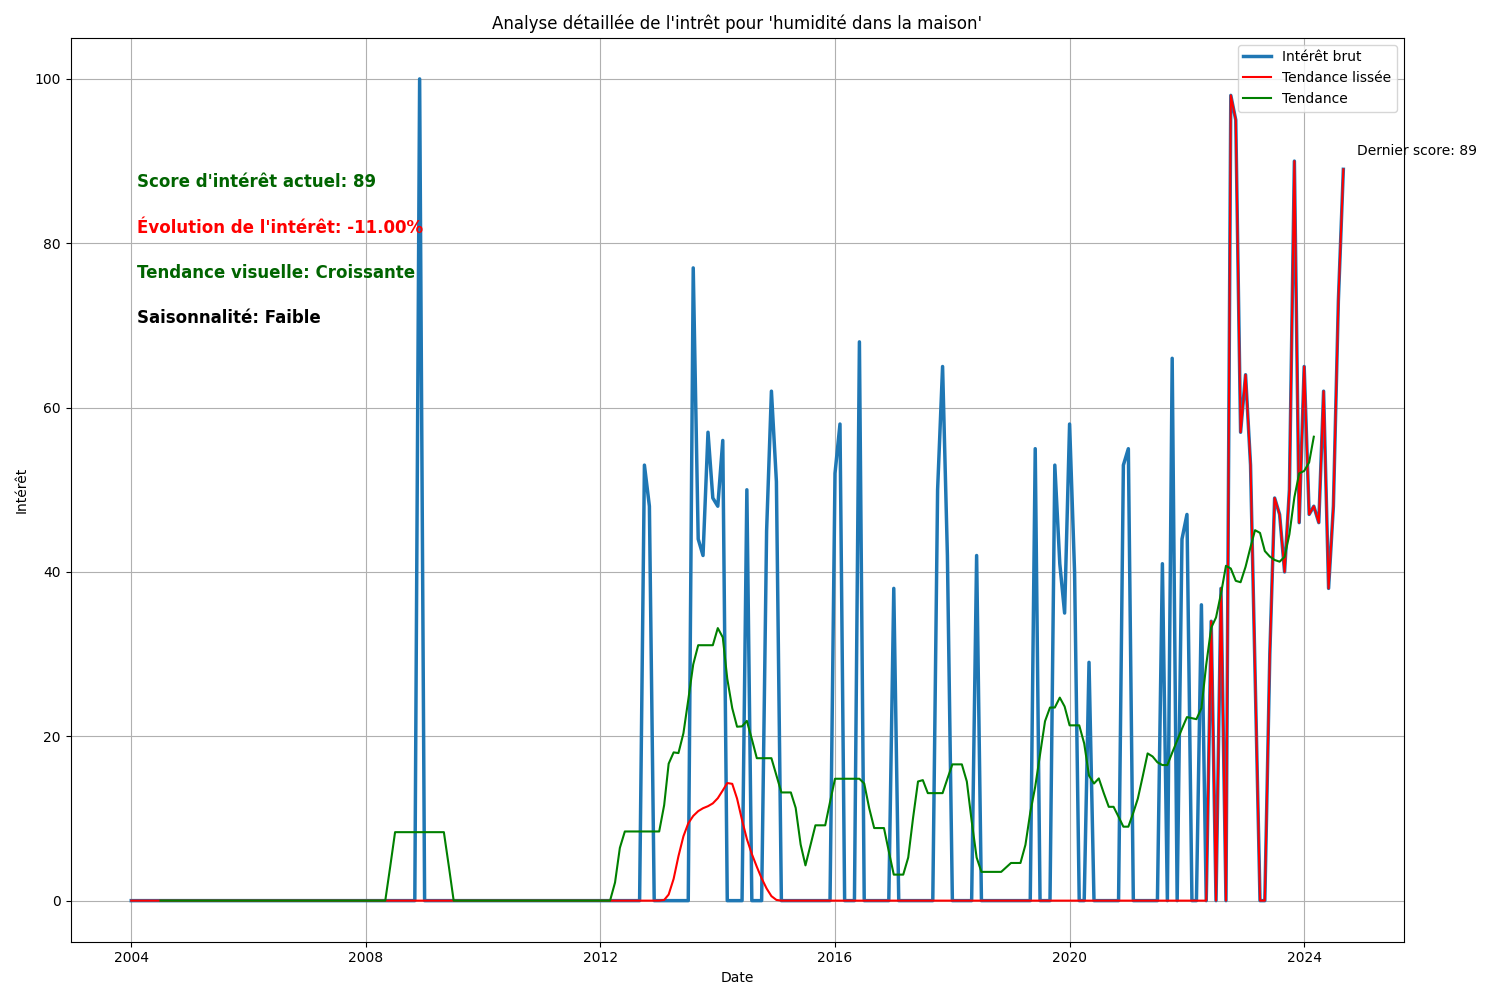 Analyse détaillée de l'intrêt pour 'humidité dans la maison'
Intérêt brut
Tendance lissée
Tendance
Dernier score: 89
Score d'intérêt actuel: 89
Évolution de l'intérêt: -11.00%
Tendance visuelle: Croissante
Saisonnalité: Faible
Intérêt
100
80
60
40
20
0
2004
2008
2012
2016
2020
2024
Date